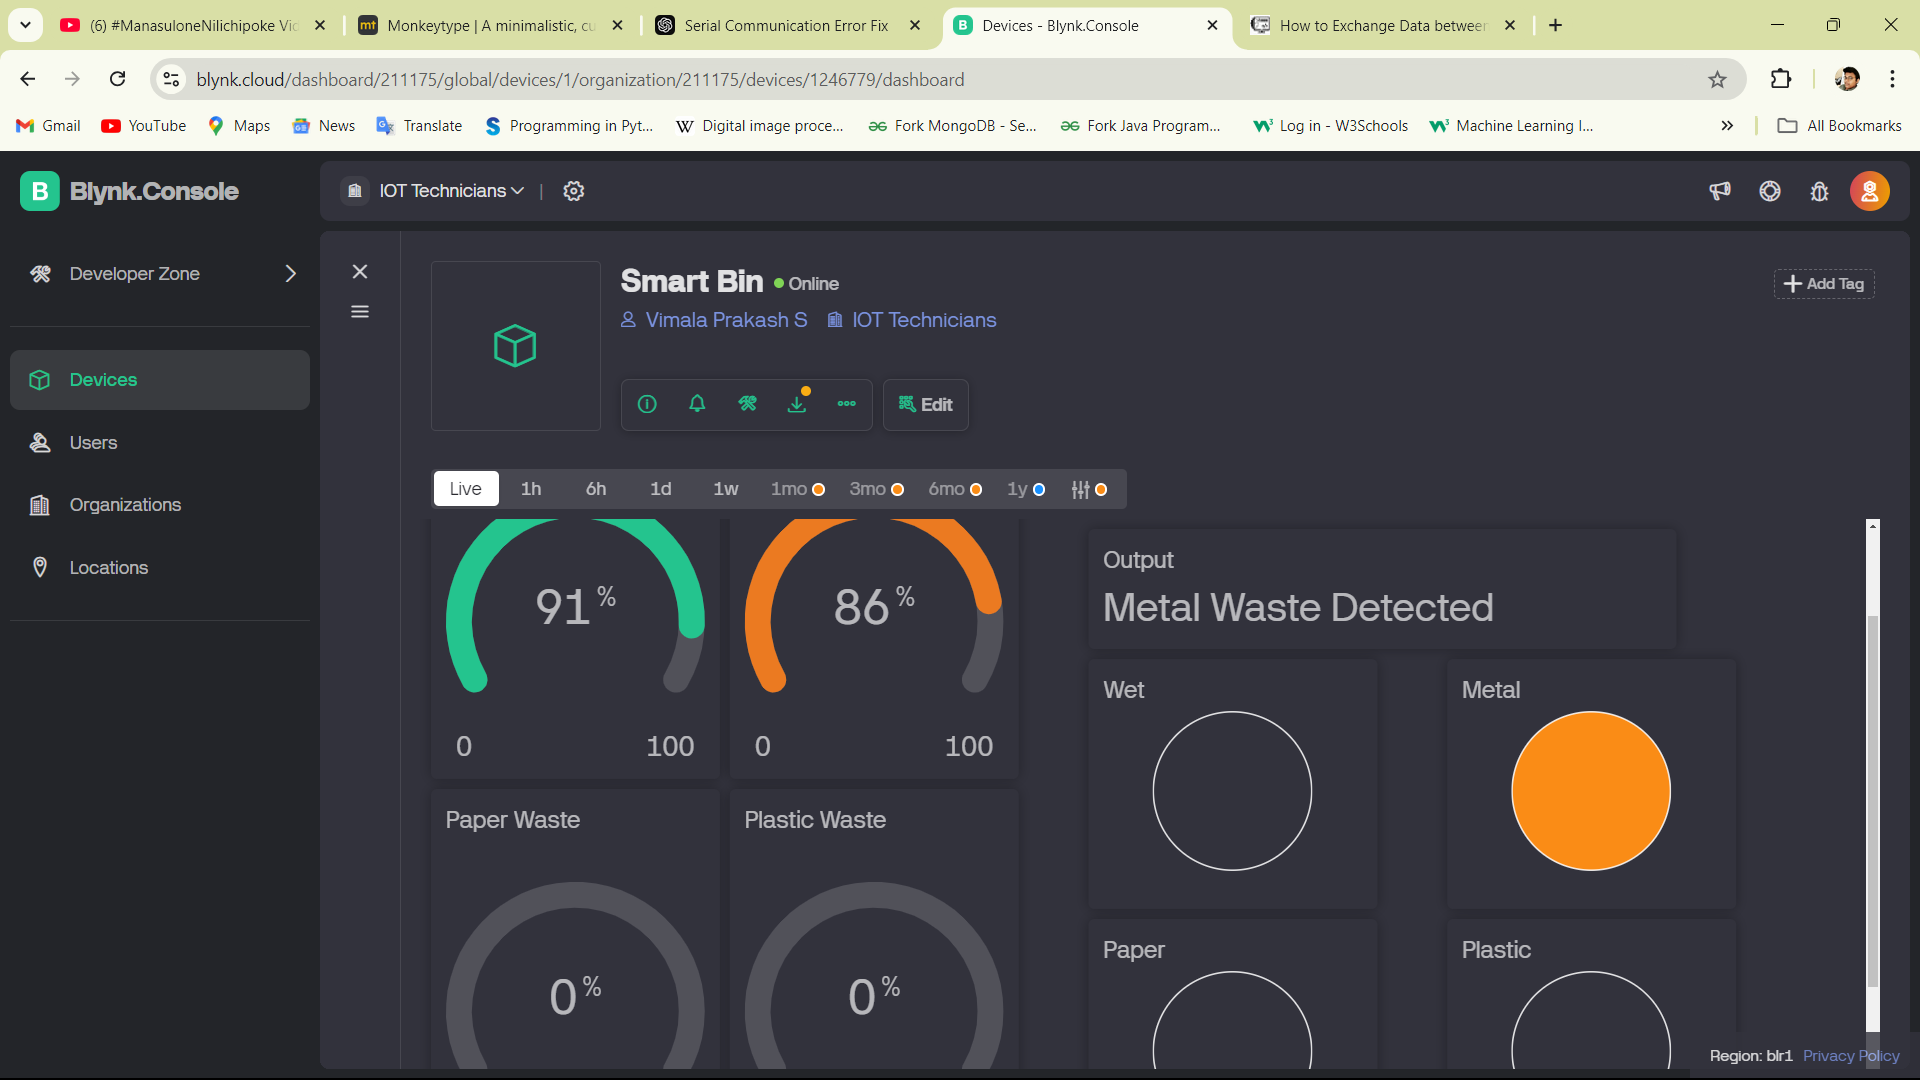 (6) #ManasuloneNilichipoke Vi
Monkeytype | A minimalistic, cu
Serial Communication Error Fix
Devices - Blynk.Console
How to Exchange Data between
blynk.cloud/dashboard/211175/global/devices/1/organization/211175/devices/1246779/dashboard
Gmail
YouTube
Maps
News
Translate
Programming in Pyt...
Digital image proce...
Fork MongoDB - Se...
Fork Java Program...
Log in - W3Schools
Machine Learning I...
All Bookmarks
B Blynk.Console
IOT Technicians
Developer Zone
Devices
Users
Organizations
Locations
Smart Bin Online
Vimala Prakash S IOT Technicians
Add Tag
Edit
Live 1h 6h 1d 1w 1mo 3mo 6mo 1y
91 %
0 100
86 %
0 100
Output
Metal Waste Detected
Wet
Metal
Paper Waste
0 %
Plastic Waste
0 %
Paper
Plastic
Region: blr1 Privacy Policy